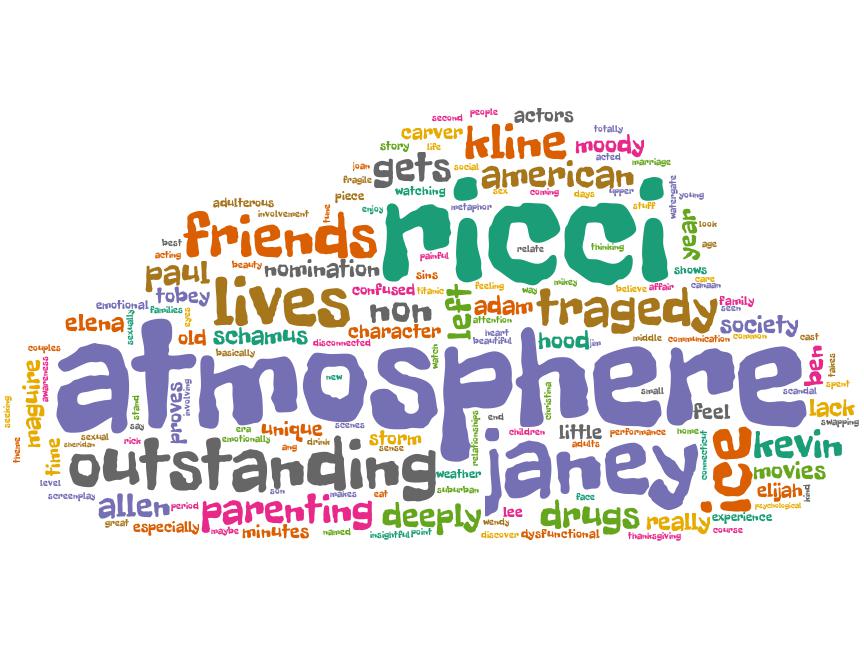 second people actors
carver kline totally
story life moody
joan gets social acted marriage
fragile american
watching sex coming days upper watergate
adulterous piece metaphor stuff young
involvement tune enjoy ricci year look
best friends relate thinking age
acting painful
beauty nomination sins shows
paul feeling way mikey care
emotional tobey lives confused titanic believe affair canaan
families eyes non left adam tragedy family
elena sexually attention seen
old schamus character heart hood jim society
disconnected beautiful middle communication common
couples basically watch cast
maguire awareness atmosphere new ben takes
seeking proves involving christina small scandal spent
stand feel lack
say era unique scenes relationships end swapping
theme time sexual rick emotionally storm children little performance home connecticut
sheridan ang drink sense adults kevin
outstanding weather janey ice movies
level son suburban elijah kind
screenplay allen period makes eat face psychological
parenting deeply lee drugs
great especially maybe wendy really experience
minutes named insightful point discover dysfunctional thanksgiving course